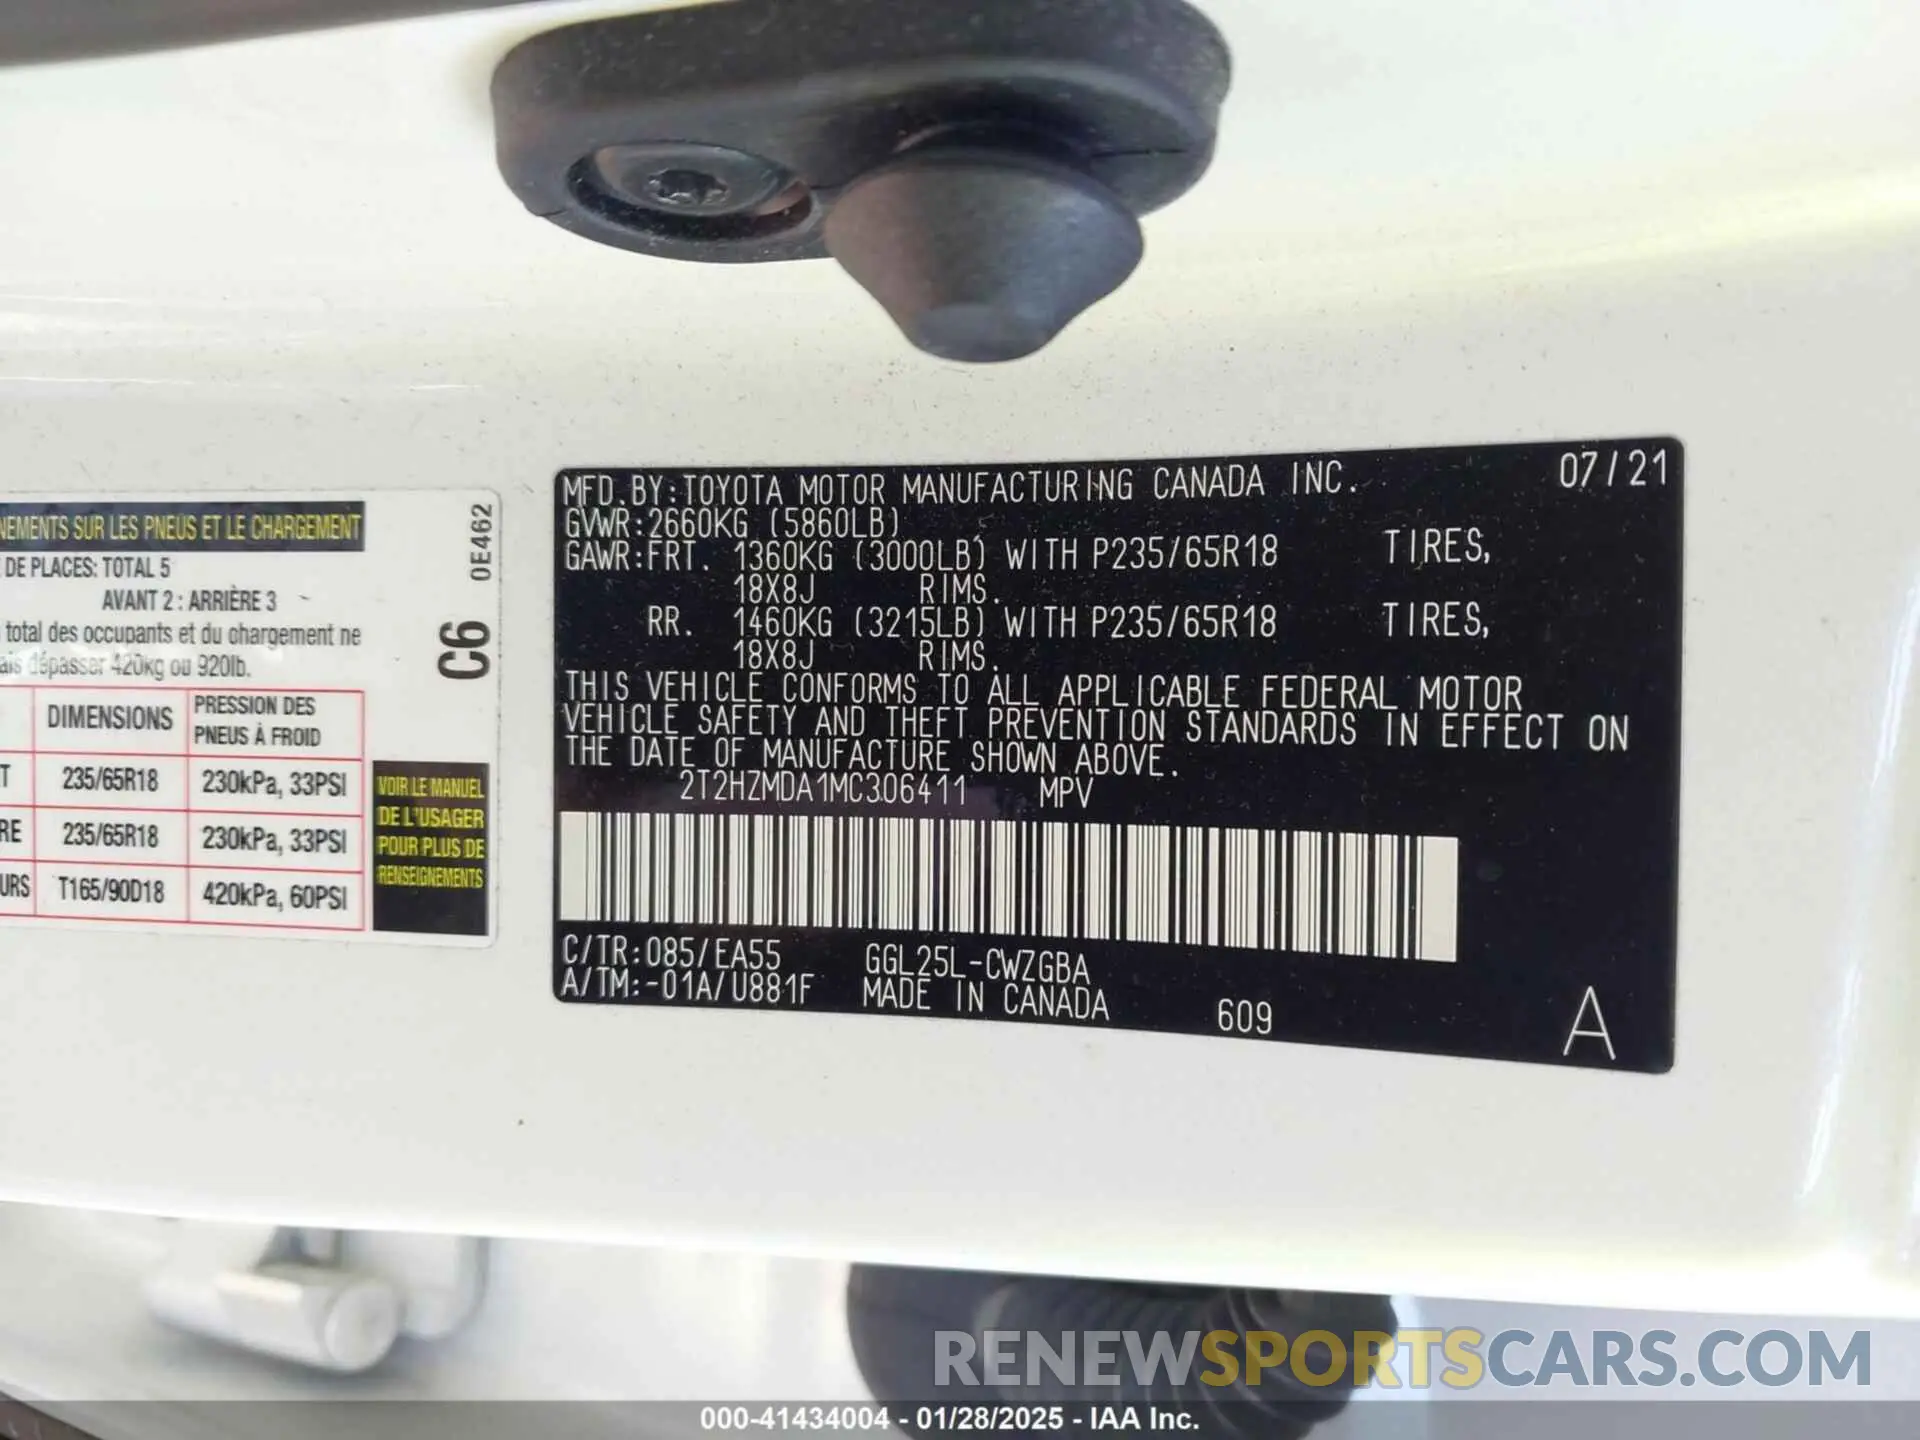 NEMENTS SUR LES PNEUS ET LE CHARGEMENT
DE PLACES: TOTAL 5
AVANT 2 : ARRIÈRE 3
total des occupants et du chargement ne
ais dépasser 420kg ou 920lb.
DIMENSIONS
PRESSION DES
PNEUS À FROID
T 235/65R18 230kPa, 33PSI
RE 235/65R18 230kPa, 33PSI
URS T165/90D18 420kPa, 60PSI
0E462
C6
VOIR LE MANUEL
DE L'USAGER
POUR PLUS DE
RENSEIGNEMENTS
MFD.BY:TOYOTA MOTOR MANUFACTURING CANADA INC. 07/21
GVWR:2660KG (5860LB)
GAWR:FRT. 1360KG (3000LB) WITH P235/65R18 TIRES,
18X8J RIMS.
RR. 1460KG (3215LB) WITH P235/65R18 TIRES,
18X8J RIMS.
THIS VEHICLE CONFORMS TO ALL APPLICABLE FEDERAL MOTOR
VEHICLE SAFETY AND THEFT PREVENTION STANDARDS IN EFFECT ON
THE DATE OF MANUFACTURE SHOWN ABOVE.
2T2HZMDA1MC306411 MPV
C/TR:085/EA55 GGL25L-CWZGBA
A/TM:-01A/U881F MADE IN CANADA 609
A
RENEWSPORTSCARS.COM
000-41434004 - 01/28/2025 - IAA Inc.